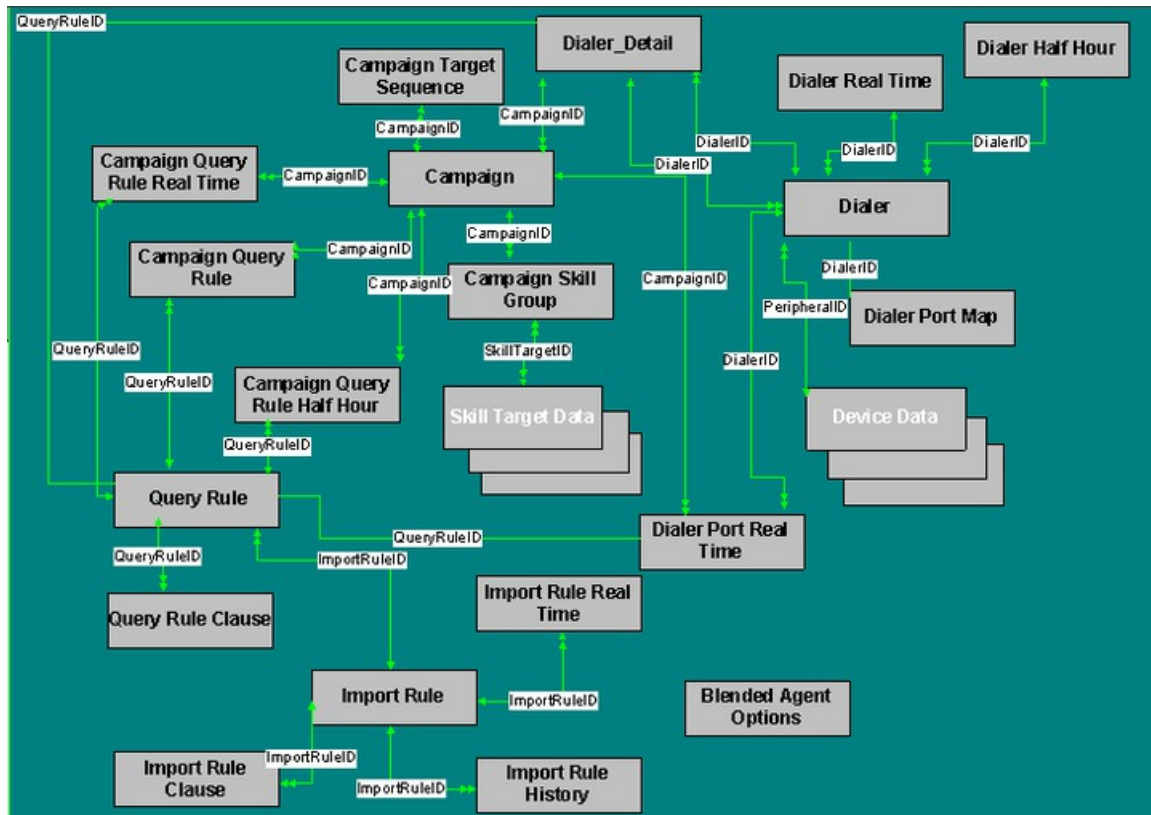 QueryRuleID
Dialer_Detail
Dialer Half Hour
Campaign Target
Sequence
Dialer Real Time
CampaignID
CampaignID
DialerID
DialerID
DialerID
Campaign Query
Rule Real Time
CampaignID
Campaign
DialerID
Dialer
CampaignID
CampaignID
Campaign Query
Rule
CampaignID
Campaign Skill
Group
CampaignID
DialerID
PeripheralID
Dialer Port Map
QueryRuleID
SkillTargetID
DialerID
QueryRuleID
Campaign Query
Rule Half Hour
Skill Target Data
Device Data
QueryRuleID
Query Rule
QueryRuleID
Dialer Port Real
Time
QueryRuleID
ImportRuleID
Query Rule Clause
Import Rule Real
Time
Import Rule
ImportRuleID
Blended Agent
Options
ImportRuleID
Import Rule
Clause
ImportRuleID
Import Rule
History